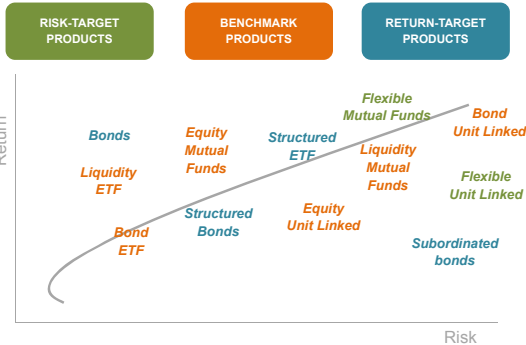 RISK-TARGET
PRODUCTS
BENCHMARK
PRODUCTS
RETURN-TARGET
PRODUCTS
Return
Flexible
Mutual Funds
Bond
Unit Linked
Bonds
Equity
Mutual
Funds
Structured
ETF
Liquidity
Mutual
Funds
Liquidity
ETF
Flexible
Unit Linked
Equity
Unit Linked
Structured
Bonds
Bond
ETF
Subordinated
bonds
Risk